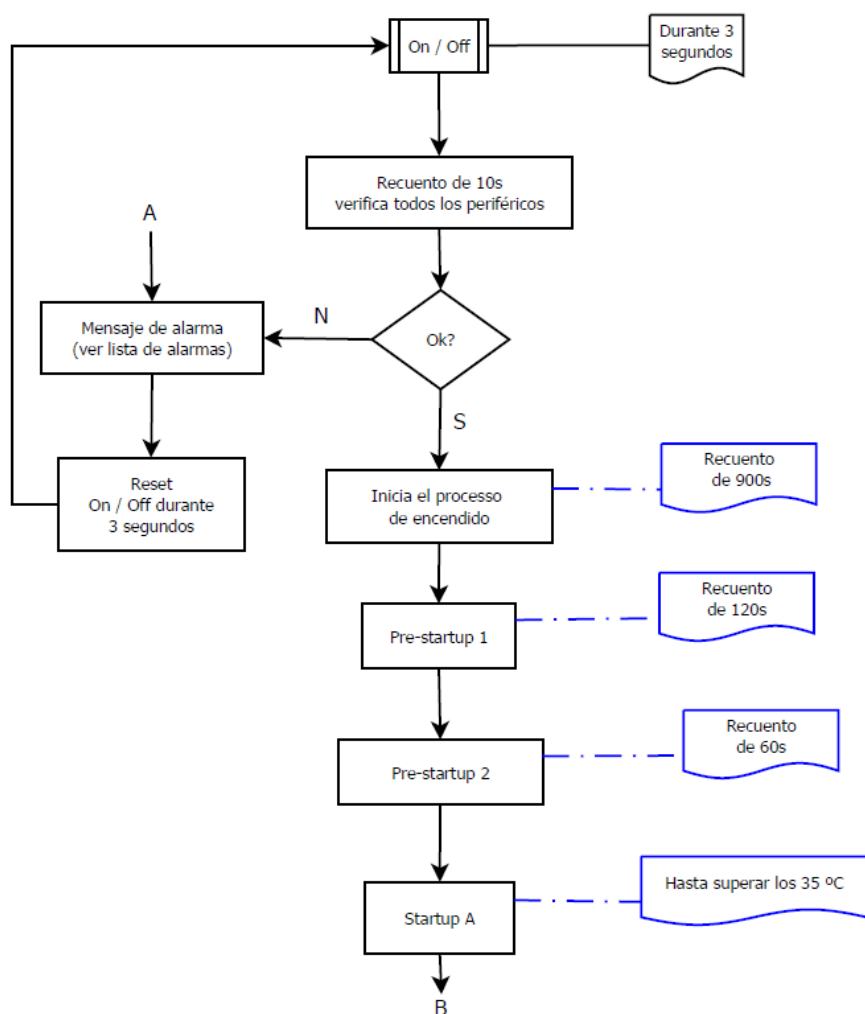 On / Off
Durante 3
segundos
Recuento de 10s
verifica todos los periféricos
A
Mensaje de alarma
(ver lista de alarmas)
N
Ok?
S
Reset
On / Off durante
3 segundos
Inicia el processo
de encendido
Recuento
de 900s
Pre-startup 1
Recuento
de 120s
Pre-startup 2
Recuento
de 60s
Startup A
Hasta superar los 35 ºC
B